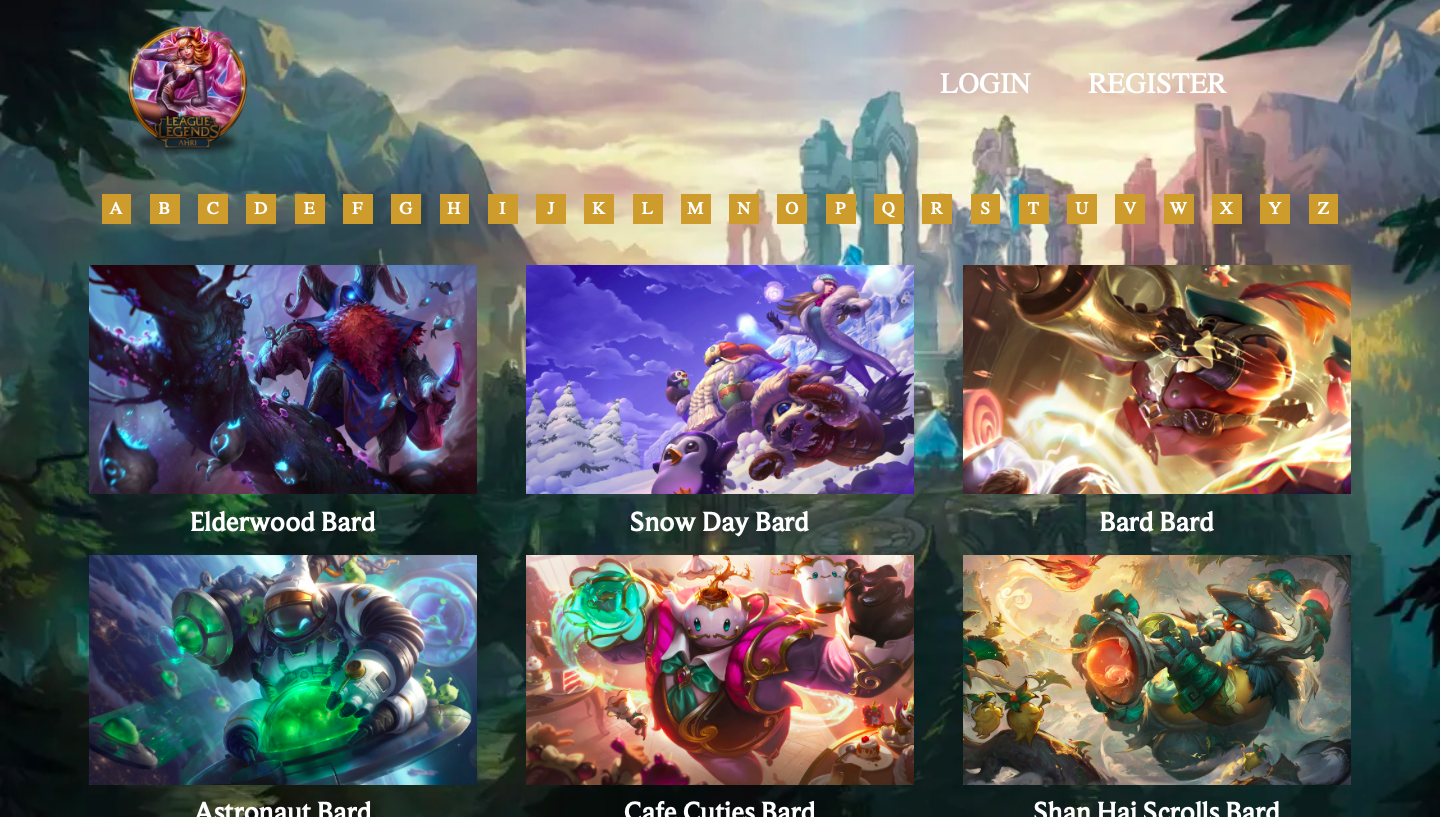 LEAGUE
LEGENDS
AHRI
LOGIN REGISTER
A B C D E F G H I J K L M N O P Q R S T U V W X Y Z
Elderwood Bard Snow Day Bard Bard Bard
Astronaut Bard Cafe Cuties Bard Shan Hai Scrolls Bard